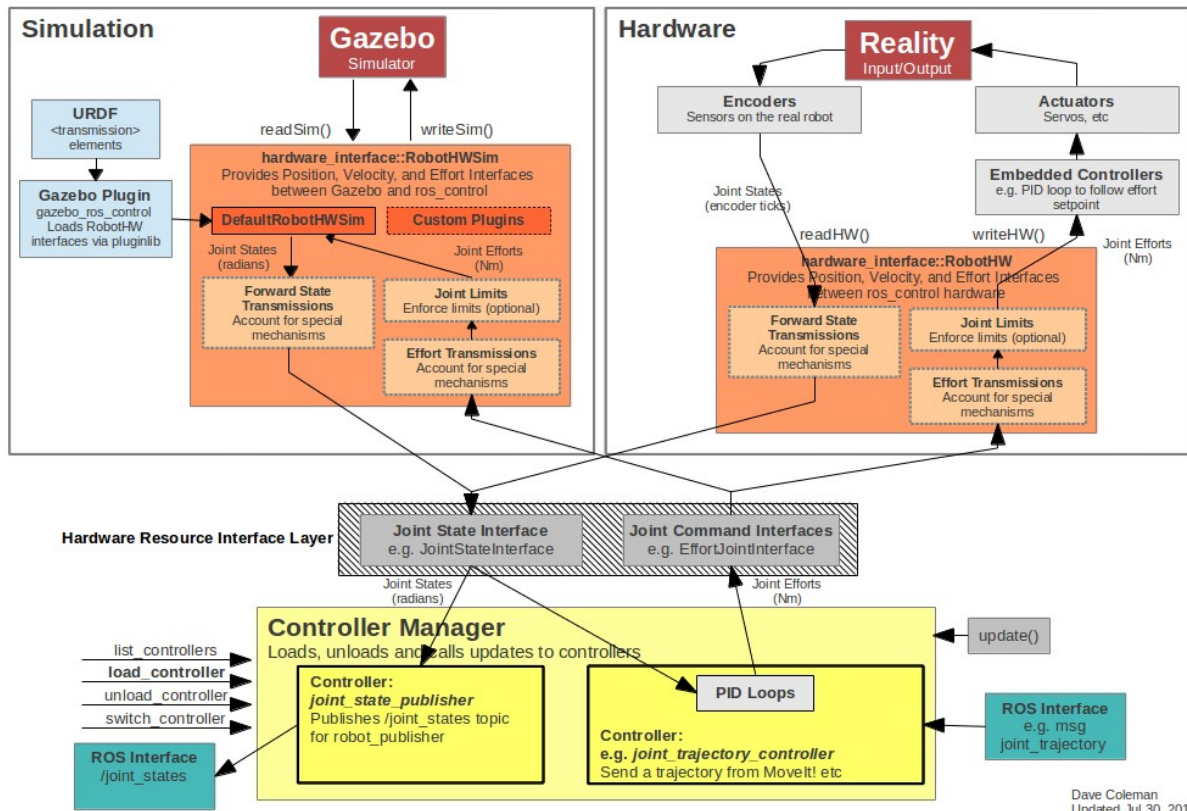 Simulation
Gazebo
Simulator
URDF
<transmission>
elements
readSim()
writeSim()
hardware_interface::RobotHWSim
Provides Position, Velocity, and Effort Interfaces
between Gazebo and ros_control
Gazebo Plugin
gazebo_ros_control
Loads RobotHW
interfaces via pluginlib
DefaultRobotHWSim
Custom Plugins
Joint States
(radians)
Joint Efforts
(Nm)
Forward State
Transmissions
Account for special
mechanisms
Joint Limits
Enforce limits (optional)
Effort Transmissions
Account for special
mechanisms
Hardware
Reality
Input/Output
Encoders
Sensors on the real robot
Actuators
Servos, etc
Embedded Controllers
e.g. PID loop to follow effort
setpoint
Joint States
(encoder ticks)
readHW()
writeHW()
Joint Efforts
(Nm)
hardware_interface::RobotHW
Provides Position, Velocity, and Effort Interfaces
between ros_control hardware
Forward State
Transmissions
Account for special
mechanisms
Joint Limits
Enforce limits (optional)
Effort Transmissions
Account for special
mechanisms
Hardware Resource Interface Layer
Joint State Interface
e.g. JointStateInterface
Joint Command Interfaces
e.g. EffortJointInterface
Joint States
(radians)
Joint Efforts
(Nm)
Controller Manager
Loads, unloads and calls updates to controllers
update()
list_controllers
load_controller
unload_controller
switch_controller
Controller:
joint_state_publisher
Publishes /joint_states topic
for robot_publisher
PID Loops
Controller:
e.g. joint_trajectory_controller
Send a trajectory from MoveIt! etc
ROS Interface
/joint_states
ROS Interface
e.g. msg
joint_trajectory
Dave Coleman
Updated Jul 30,